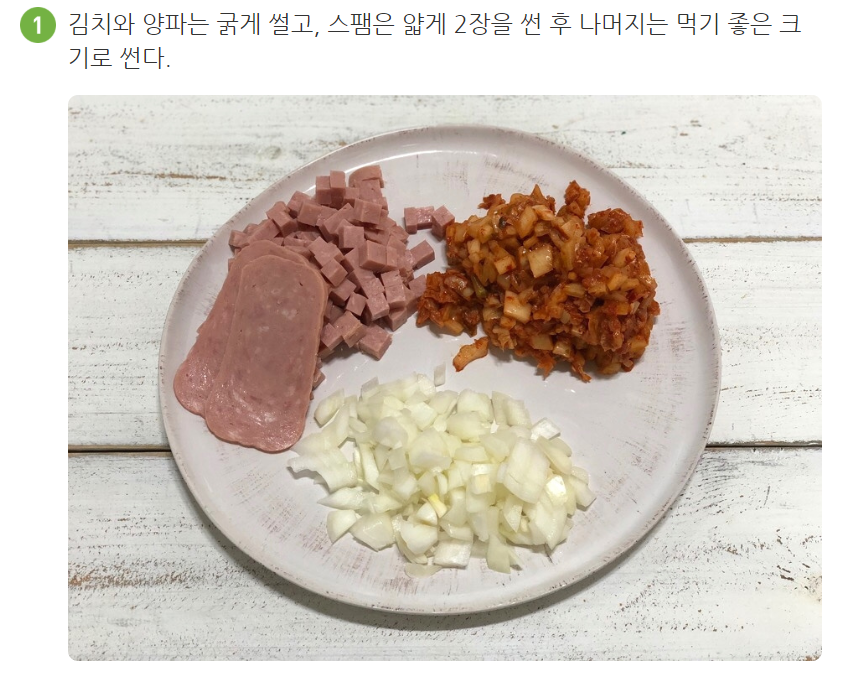 1 김치와 양파는 굵게 썰고, 스팸은 얇게 2장을 썬 후 나머지는 먹기 좋은 크
기로 썬다.